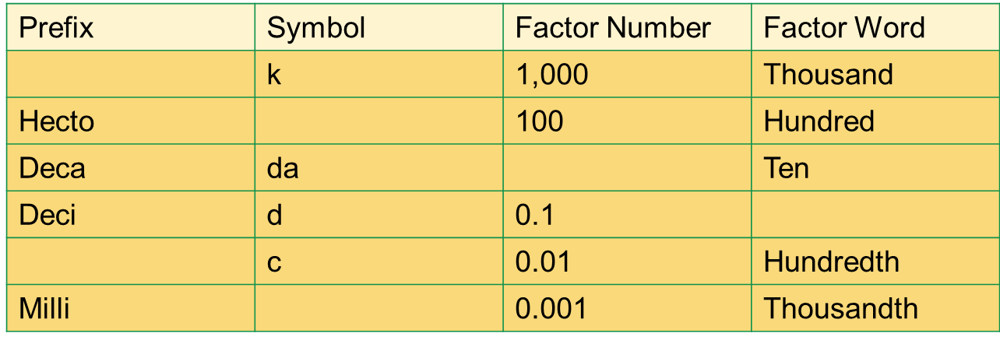 Prefix Symbol Factor Number Factor Word
k 1,000 Thousand
Hecto 100 Hundred
Deca da Ten
Deci d 0.1
c 0.01 Hundredth
Milli 0.001 Thousandth